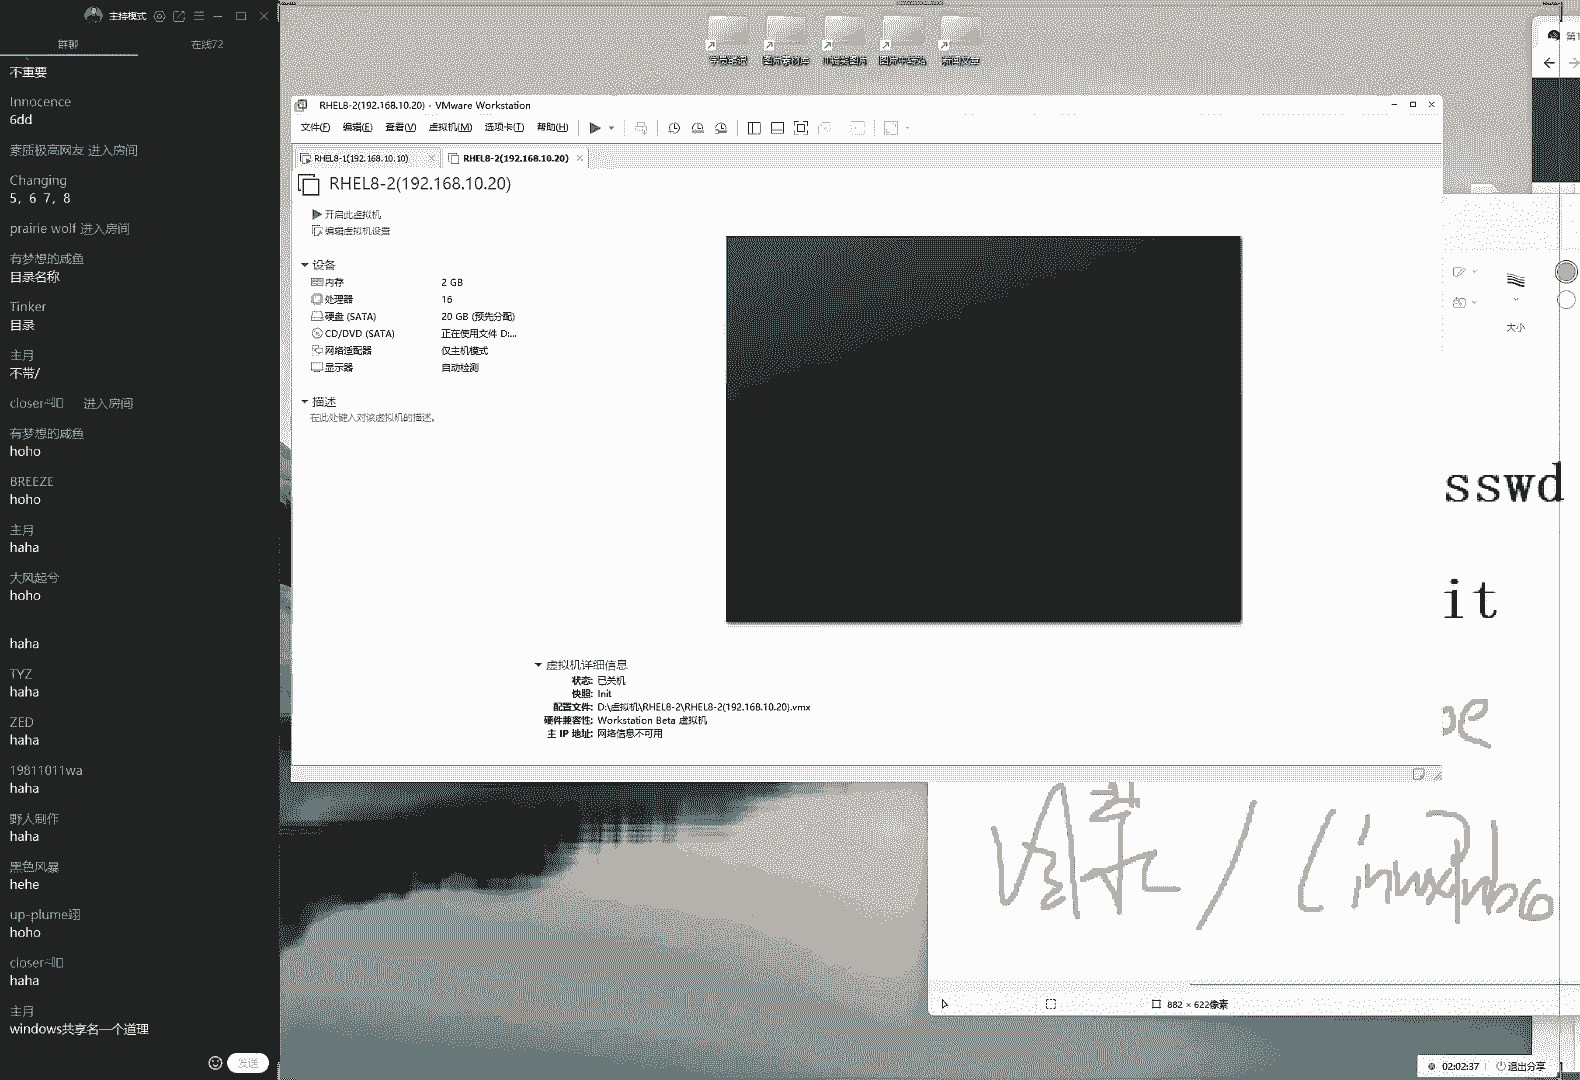 主持模式
群聊
在线72
不重要
Innocence
6dd
素质极高网友 进入房间
Changing
5, 6 7, 8
prairie wolf 进入房间
有梦想的咸鱼
目录名称
Tinker
目录
主月
不带/
closer 进入房间
有梦想的咸鱼
hoho
BREEZE
hoho
主月
haha
大风起兮
hoho
haha
TYZ
haha
ZED
haha
19811011wa
haha
野人制作
haha
黑色风暴
hehe
up-plume翊
hoho
closer
haha
主月
windows共享名一个道理
发送
RHEL8-2(192.168.10.20) - VMware Workstation
文件(F) 编辑(E) 查看(V) 虚拟机(M) 选项卡(T) 帮助(H)
RHEL8-1(192.168.10.10)
RHEL8-2(192.168.10.20)
RHEL8-2(192.168.10.20)
开启此虚拟机
编辑虚拟机设置
设备
内存 2 GB
处理器 16
硬盘 (SATA) 20 GB (预先分配)
CD/DVD (SATA) 正在使用文件 D:...
网络适配器 仅主机模式
显示器 自动检测
描述
在此处键入对该虚拟机的描述。
虚拟机详细信息
状态: 已关机
快照: Init
配置文件: D:\虚拟机\RHEL8-2\RHEL8-2(192.168.10.20).vmx
硬件兼容性: Workstation Beta 虚拟机
主 IP 地址: 网络信息不可用
第1
大小
sswd
it
882 × 622像素
02:02:37
退出分享